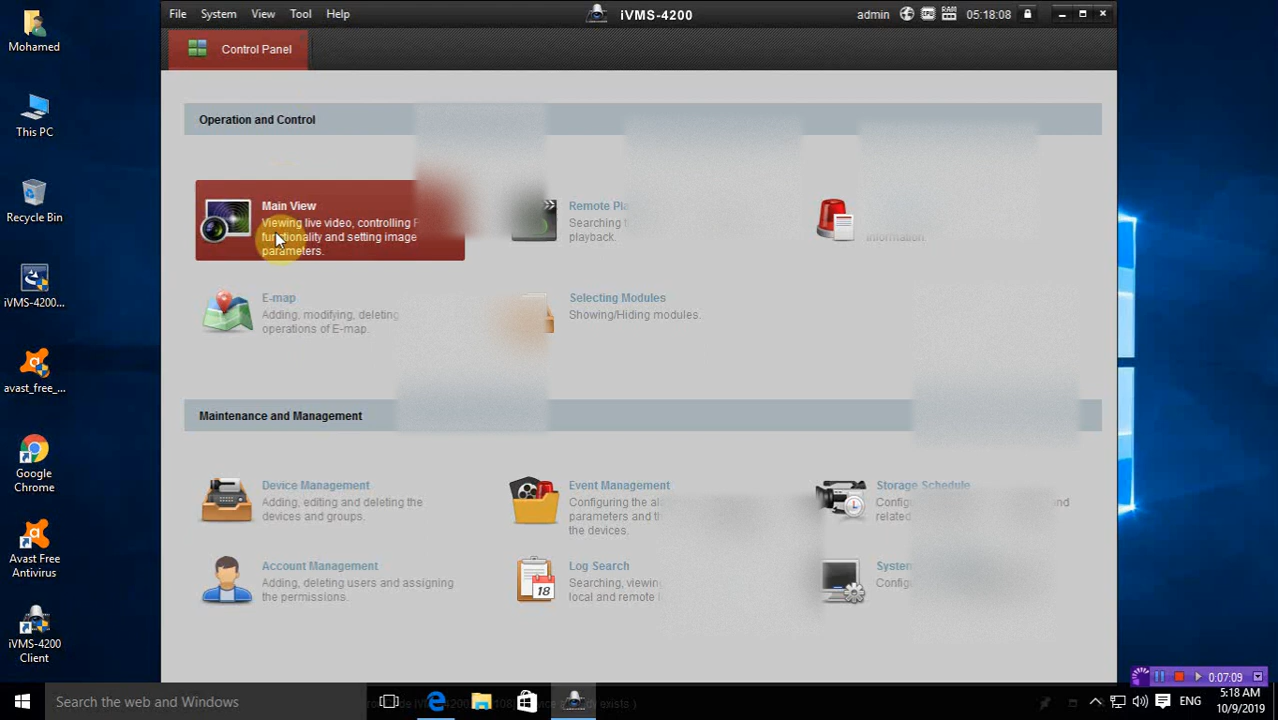 File System View Tool Help
iVMS-4200
admin
05:18:08
Control Panel
Operation and Control
Main View
Viewing live video, controlling
functionality and setting image
parameters.
Remote
Searching
playback.
information.
E-map
Adding, modifying, deleting
operations of E-map.
Selecting Modules
Showing/Hiding modules.
Maintenance and Management
Device Management
Adding, editing and deleting the
devices and groups.
Event Management
Configuring the
parameters and
the devices.
Storage Schedule
and
related
Account Management
Adding, deleting users and assigning
the permissions.
Log Search
Searching, viewing
local and remote
System
Mohamed
This PC
Recycle Bin
iVMS-4200...
avast_free_...
Google
Chrome
Avast Free
Antivirus
iVMS-4200
Client
0:07:09
Search the web and Windows
ENG
5:18 AM
10/9/2019